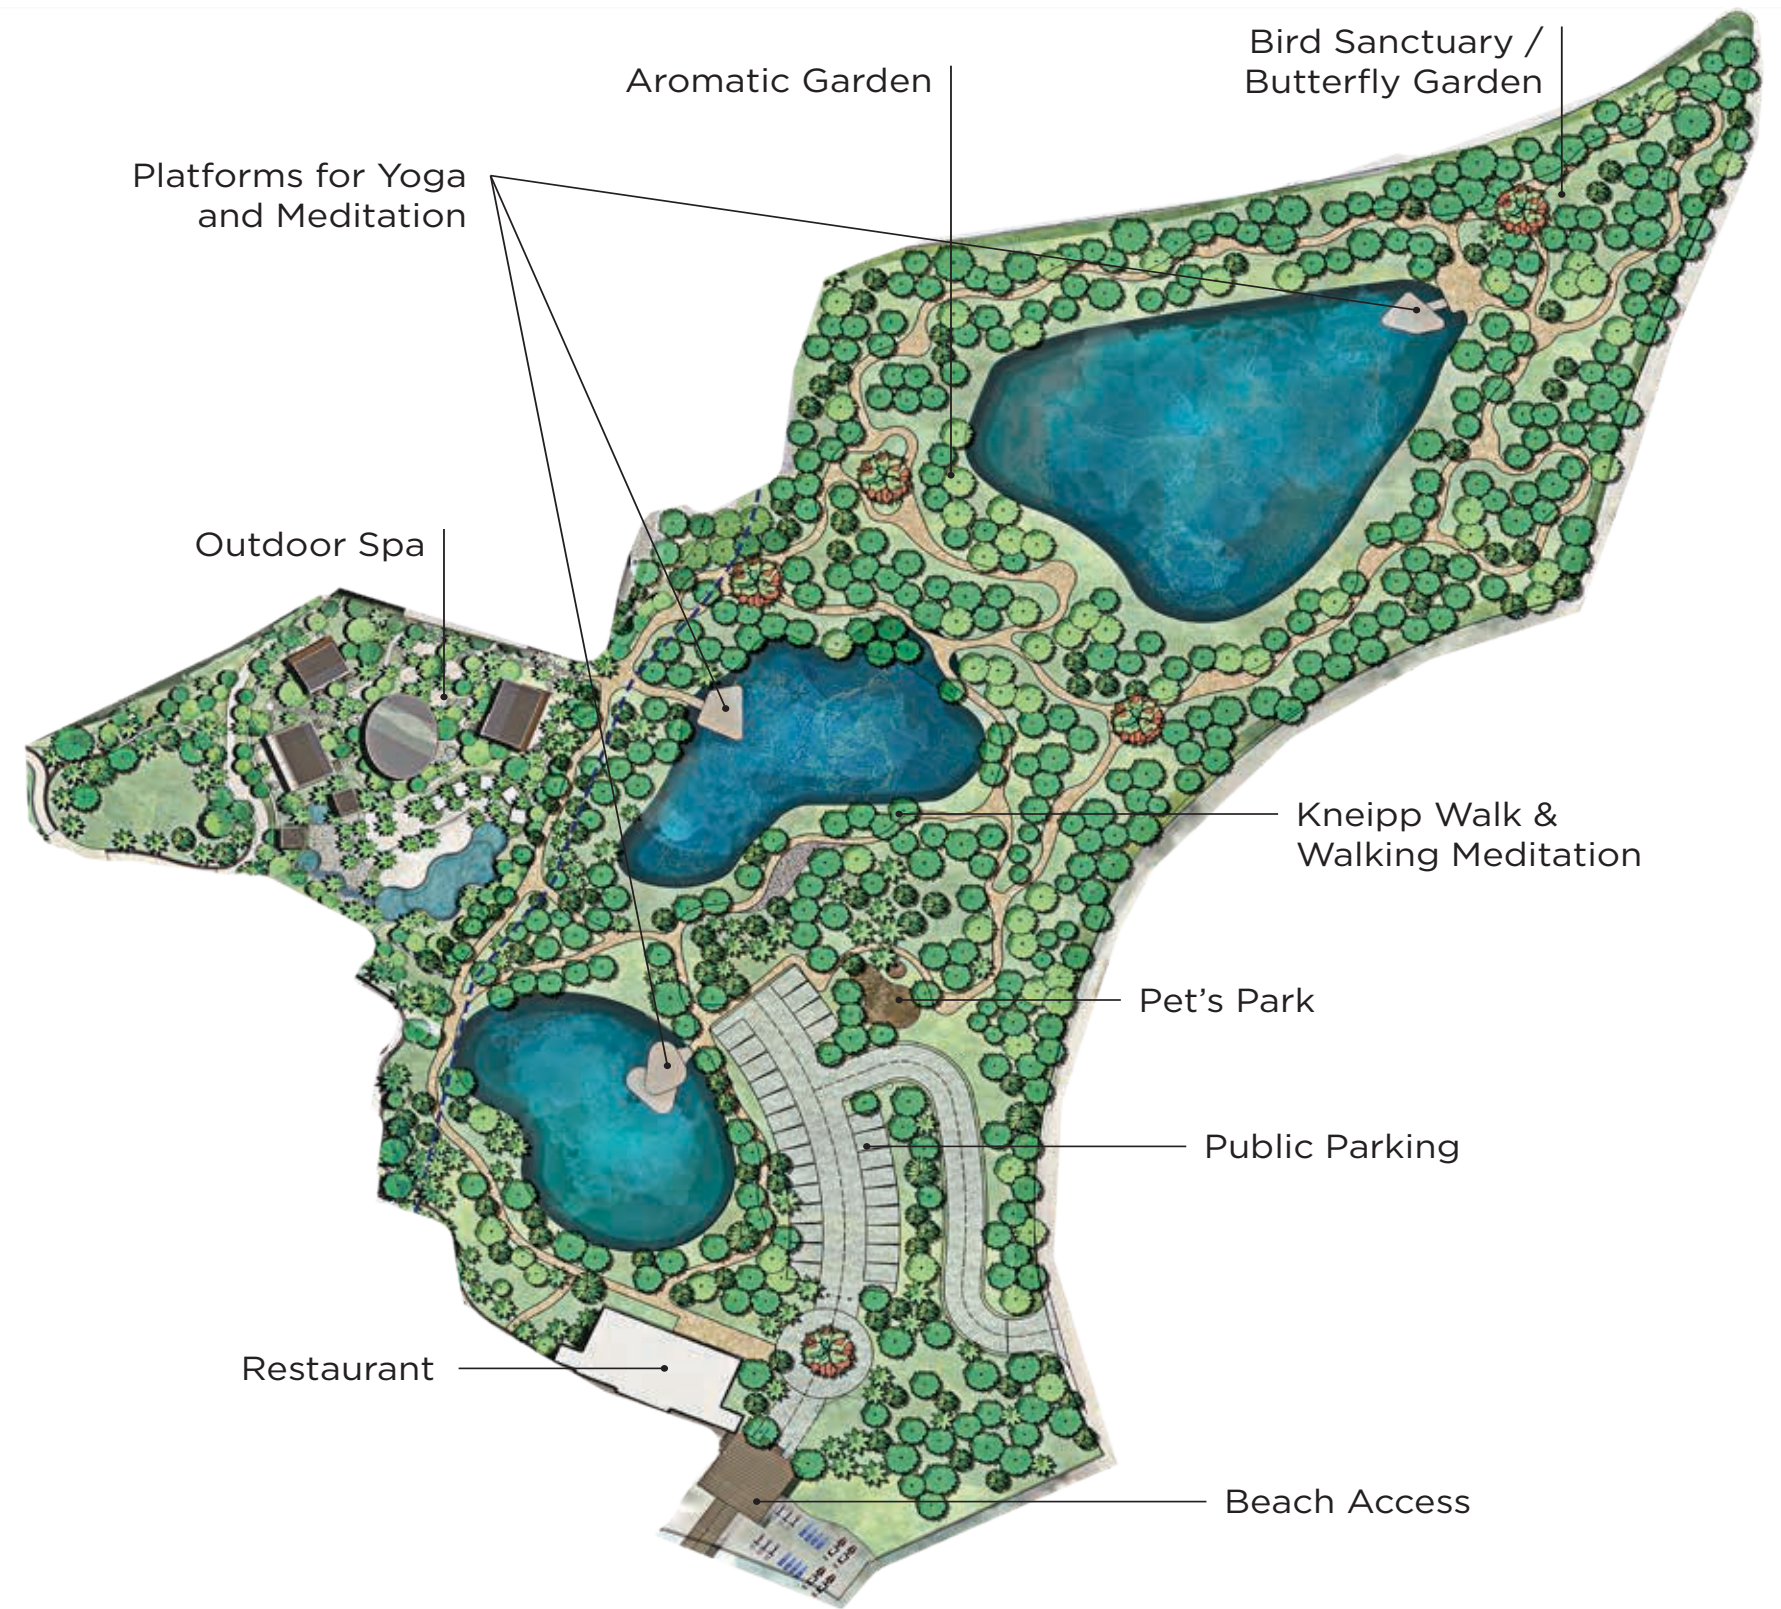 Bird Sanctuary /
Butterfly Garden
Aromatic Garden
Platforms for Yoga
and Meditation
Outdoor Spa
Kneipp Walk &
Walking Meditation
Pet's Park
Public Parking
Restaurant
Beach Access